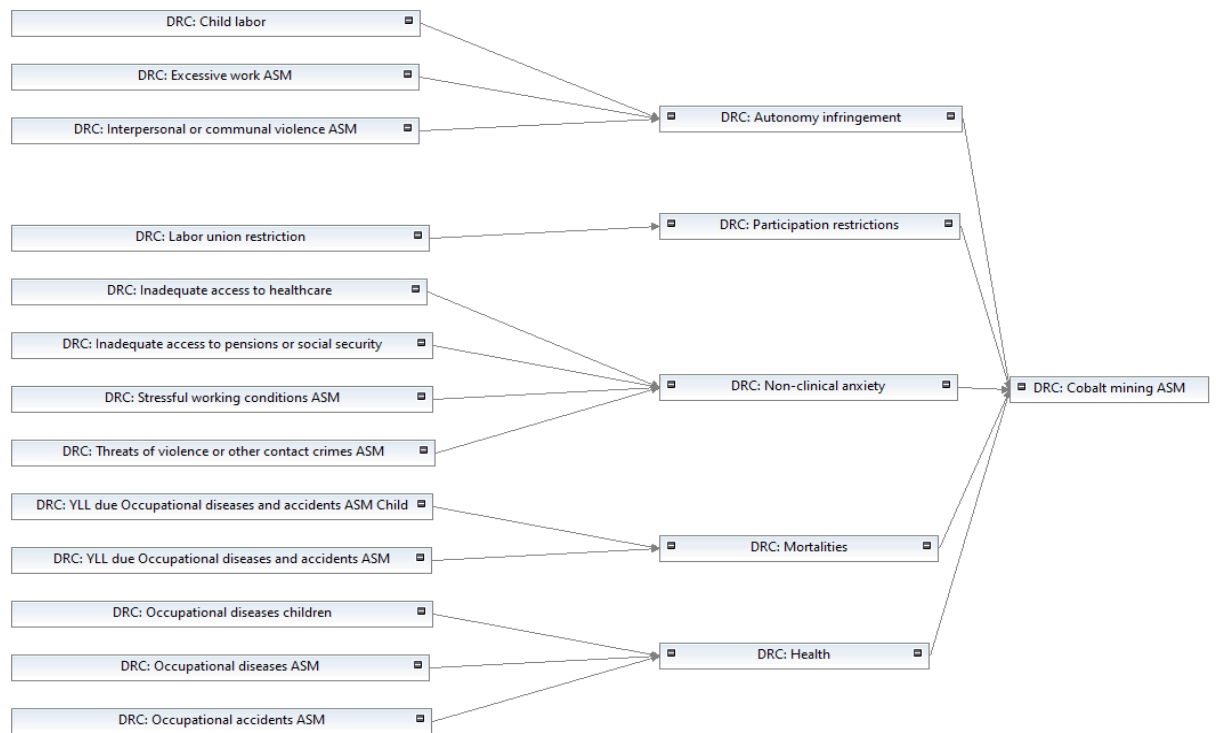 DRC: Child labor
DRC: Excessive work ASM
DRC: Interpersonal or communal violence ASM
DRC: Labor union restriction
DRC: Inadequate access to healthcare
DRC: Inadequate access to pensions or social security
DRC: Stressful working conditions ASM
DRC: Threats of violence or other contact crimes ASM
DRC: YLL due Occupational diseases and accidents ASM Child
DRC: YLL due Occupational diseases and accidents ASM
DRC: Occupational diseases children
DRC: Occupational diseases ASM
DRC: Occupational accidents ASM
DRC: Autonomy infringement
DRC: Participation restrictions
DRC: Non-clinical anxiety
DRC: Mortalities
DRC: Health
DRC: Cobalt mining ASM